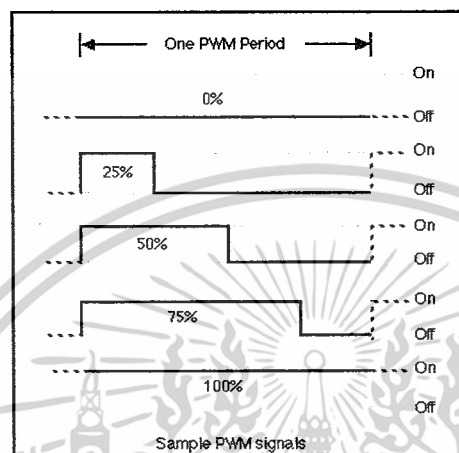 One PWM Period
On
0%
Off
On
25%
Off
On
50%
Off
On
75%
Off
On
100%
Off
Sample PWM signals